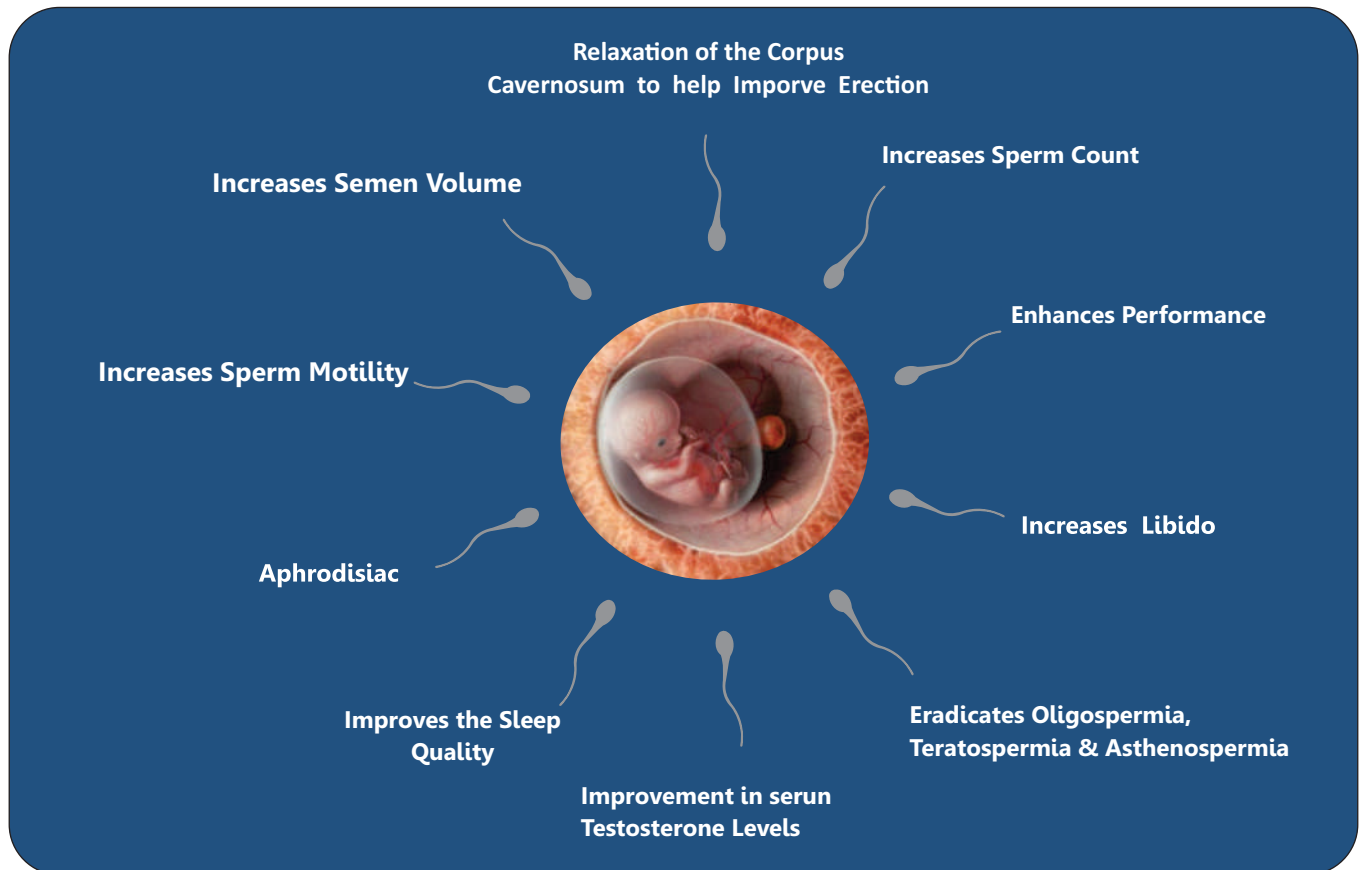 Relaxation of the Corpus
Cavernosum to help Imporve Erection
Increases Sperm Count
Increases Semen Volume
Enhances Performance
Increases Sperm Motility
Increases Libido
Aphrodisiac
Improves the Sleep
Quality
Eradicates Oligospermia,
Teratospermia & Asthenospermia
Improvement in serun
Testosterone Levels